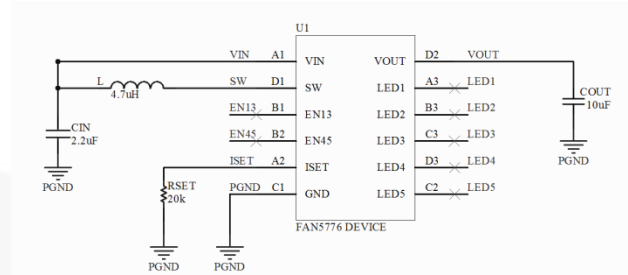 U1
VIN A1 VIN VOUT D2 VOUT
L SW D1 SW LED1 A3 LED1
4.7uH
EN13 B1 EN13 LED2 B3 LED2
COUT
10uF
CIN
2.2uF
EN45 B2 EN45 LED3 C3 LED3
ISET A2 ISET LED4 D3 LED4
PGND
PGND
RSET
20k
PGND C1 GND LED5 C2 LED5
FAN5776 DEVICE
PGND PGND